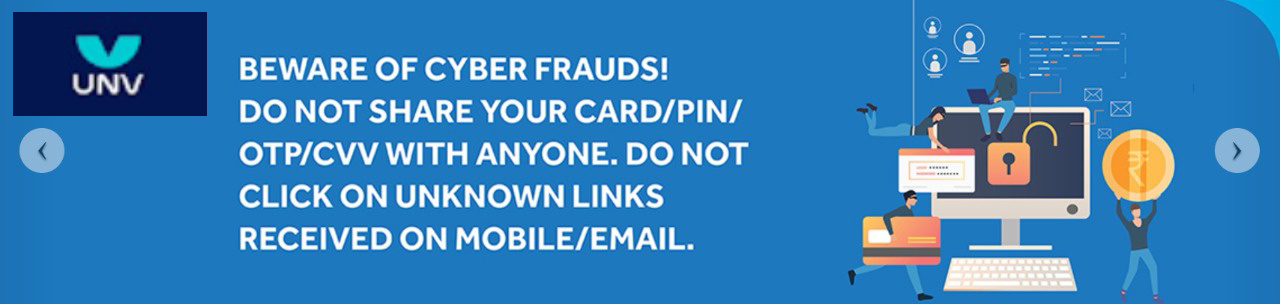 UNV
BEWARE OF CYBER FRAUDS!
DO NOT SHARE YOUR CARD/PIN/
OTP/CVV WITH ANYONE. DO NOT
CLICK ON UNKNOWN LINKS
RECEIVED ON MOBILE/EMAIL.
₹